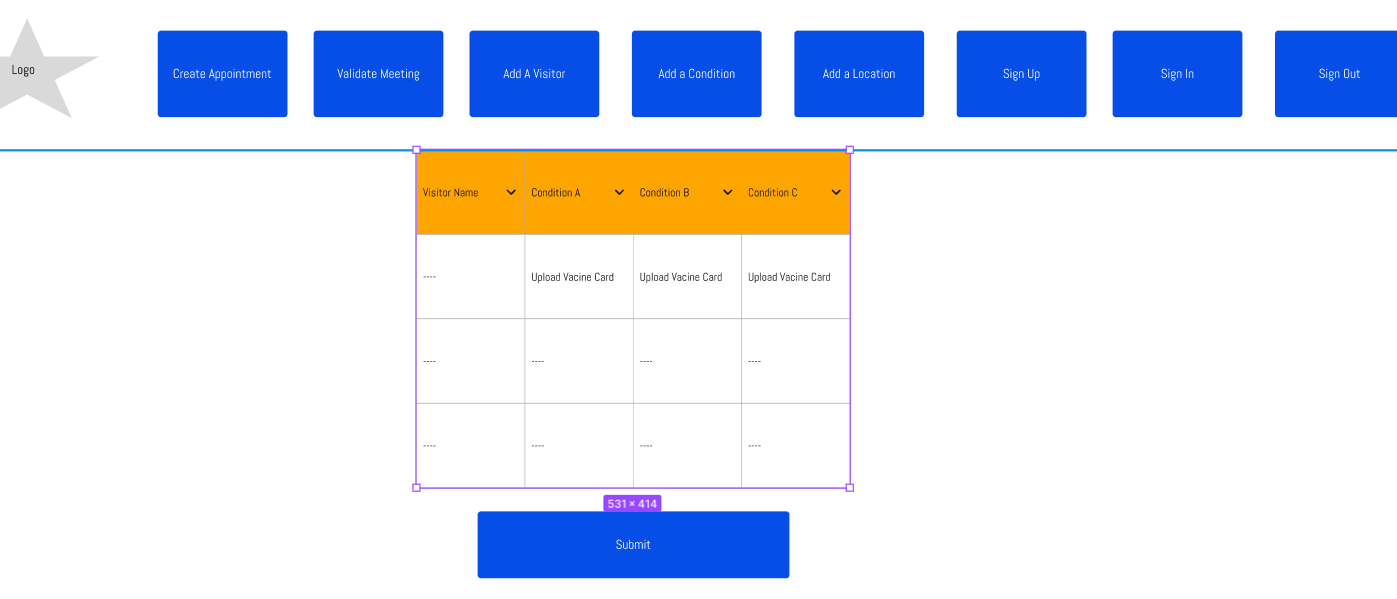 Logo
Create Appointment
Validate Meeting
Add A Visitor
Add a Condition
Add a Location
Sign Up
Sign In
Sign Out
Visitor Name
Condition A
Condition B
Condition C
----
Upload Vacine Card
Upload Vacine Card
Upload Vacine Card
----
----
----
----
----
----
----
----
531 × 414
Submit